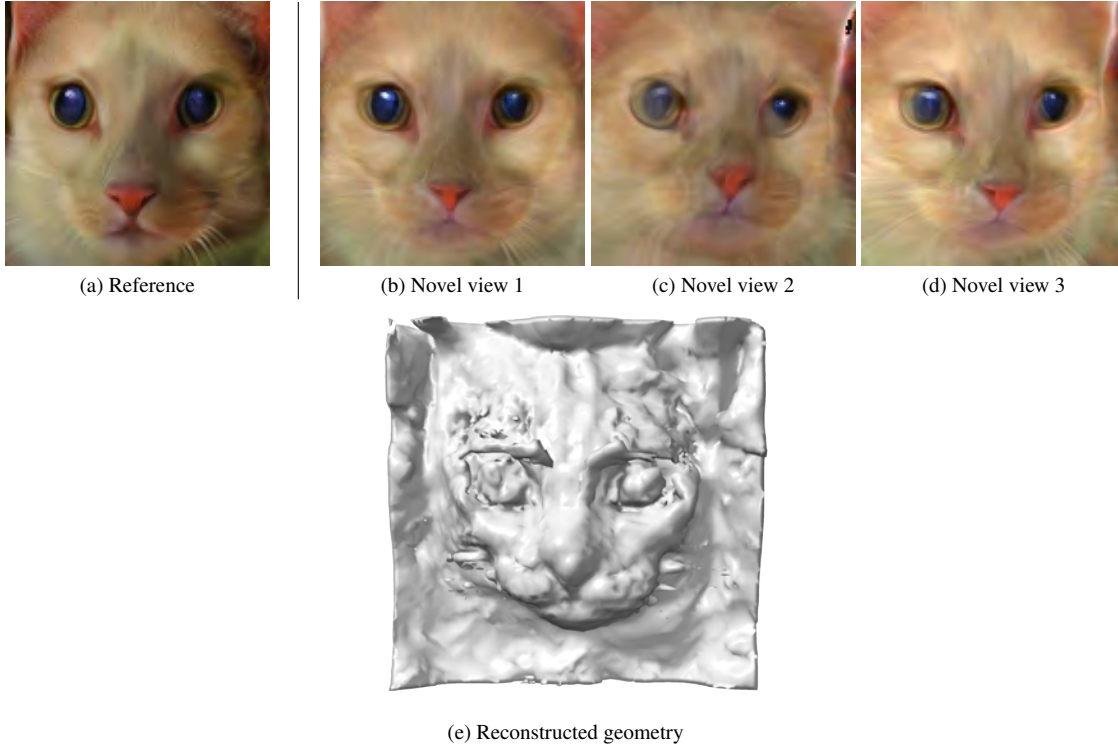 (a) Reference
(b) Novel view 1
(c) Novel view 2
(d) Novel view 3
(e) Reconstructed geometry